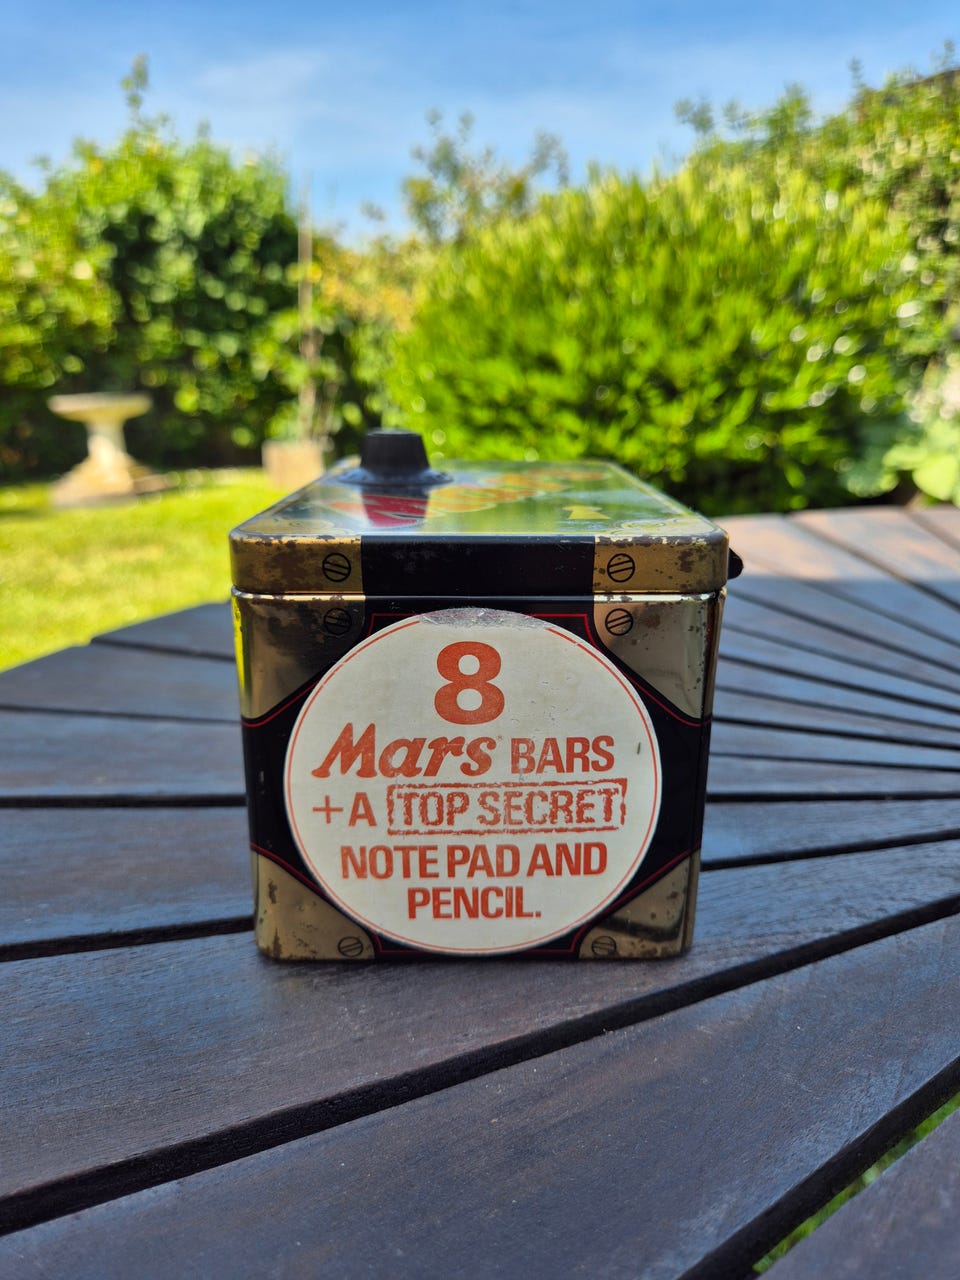 8
Mars BARS
+A TOP SECRET
NOTE PAD AND
PENCIL.